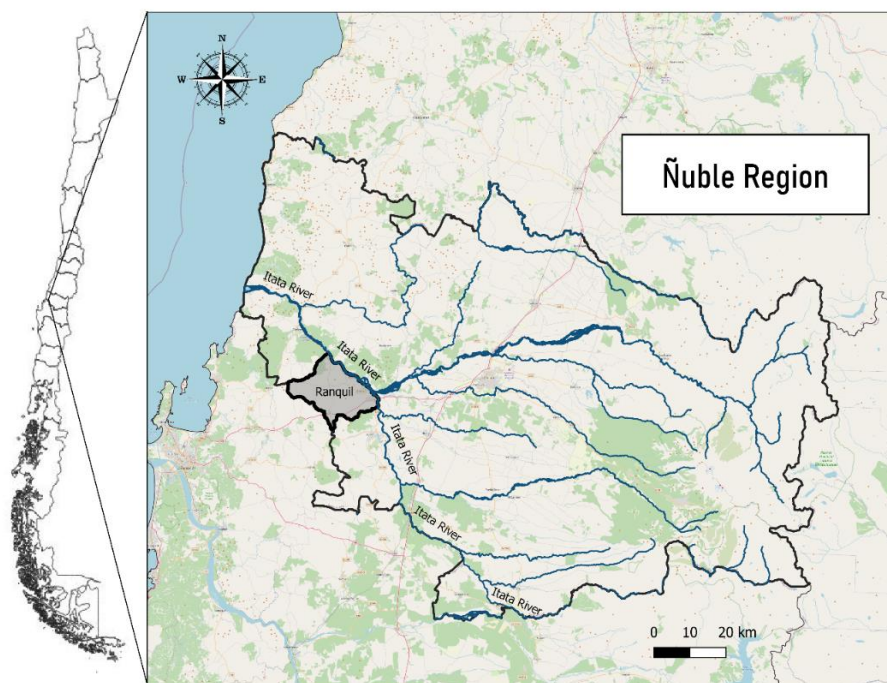 N
W E
S
Ñuble Region
Itata River
Itata River
Ranquil
Itata River
Itata River
Itata River
0 10 20 km